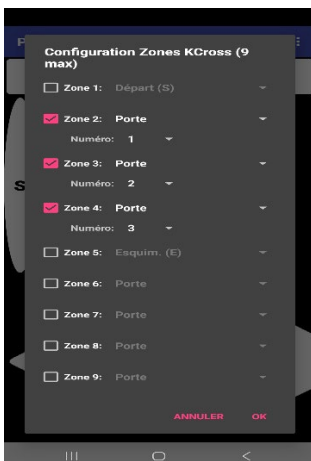 P
Configuration Zones KCross (9
max)
Zone 1: Départ (S)
Zone 2: Porte
Numéro: 1
Zone 3: Porte
Numéro: 2
S
Zone 4: Porte
Numéro: 3
Zone 5: Esquim. (E)
Zone 6: Porte
Zone 7: Porte
Zone 8: Porte
Zone 9: Porte
ANNULER OK